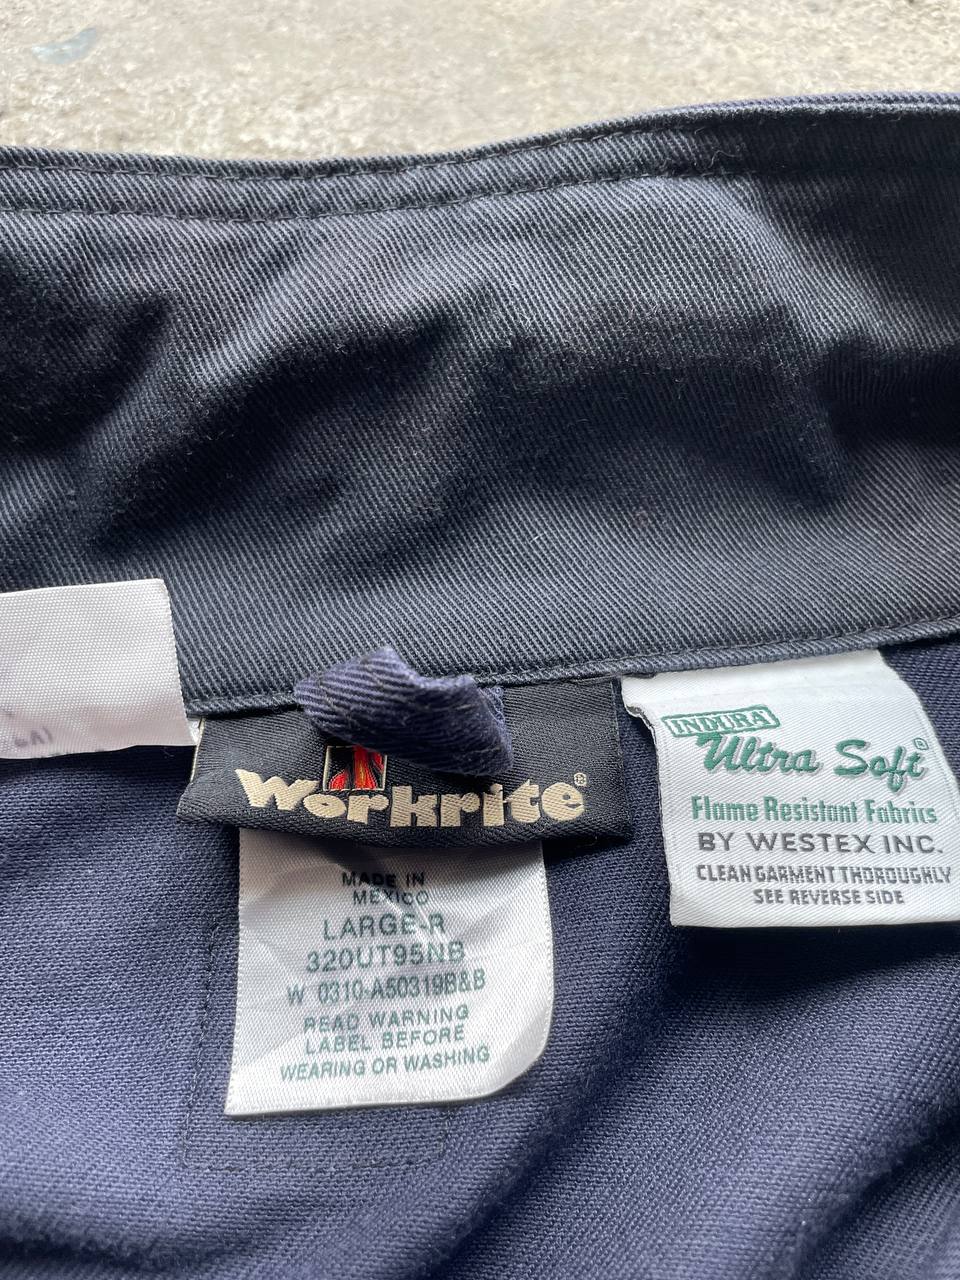 Workrite®
MADE IN
MEXICO
LARGE-R
320UT95NB
W 0310-A50319B&B
READ WARNING
LABEL BEFORE
WEARING OR WASHING
INDURA
Ultra Soft®
Flame Resistant Fabrics
BY WESTEX INC.
CLEAN GARMENT THOROUGHLY
SEE REVERSE SIDE